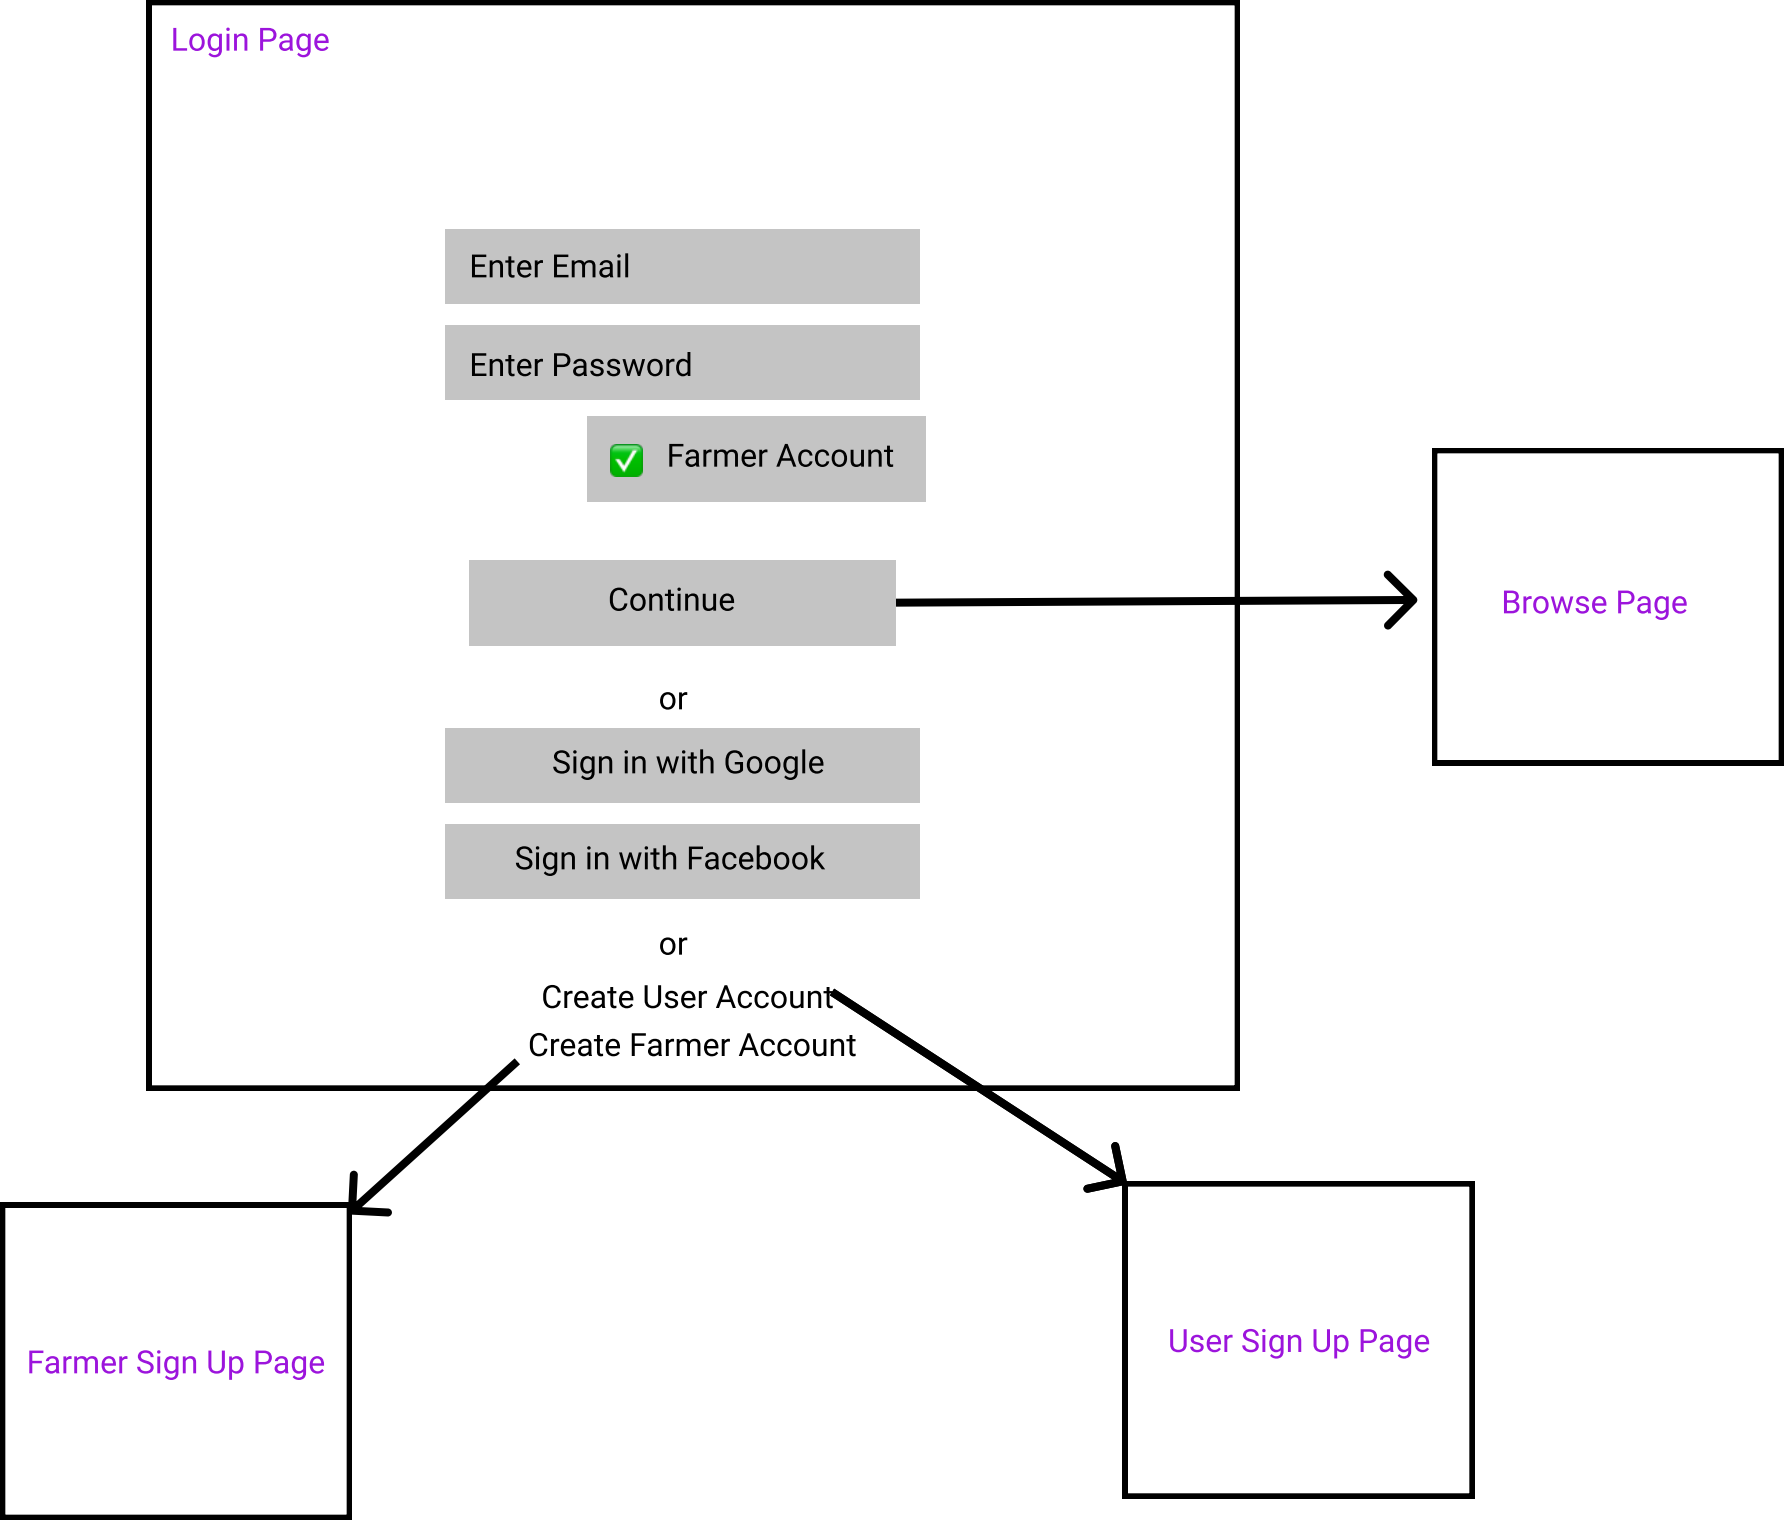 Login Page
Enter Email
Enter Password
Farmer Account
Continue
Browse Page
or
Sign in with Google
Sign in with Facebook
or
Create User Account
Create Farmer Account
Farmer Sign Up Page
User Sign Up Page